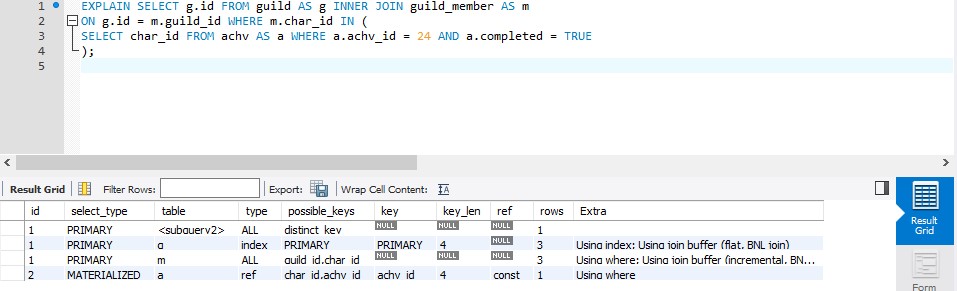 1 EXPLAIN SELECT g.id FROM guild AS g INNER JOIN guild_member AS m
2 ON g.id = m.guild_id WHERE m.char_id IN (
3 SELECT char_id FROM achv AS a WHERE a.achv_id = 24 AND a.completed = TRUE
4 );
5
Result Grid Filter Rows: Export: Wrap Cell Content: IA
id select_type table type possible_keys key key_len ref rows Extra
1 PRIMARY <subquery2> ALL distinct_key NULL NULL NULL 1
1 PRIMARY g index PRIMARY PRIMARY 4 NULL 3 Using index; Using join buffer (flat, BNL join)
1 PRIMARY m ALL guild_id,char_id NULL NULL NULL 3 Using where; Using join buffer (incremental, BN...
2 MATERIALIZED a ref char_id,achv_id achv_id 4 const 1 Using where
Result
Grid
Form